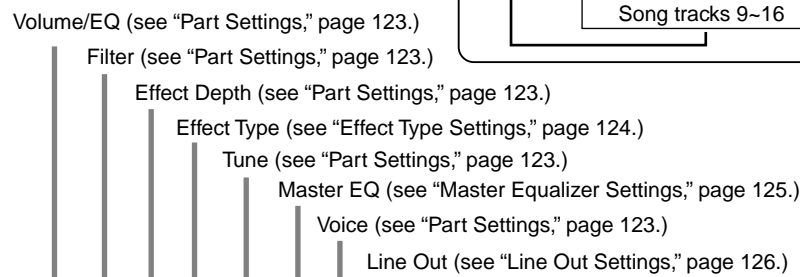 Song tracks 9~16
Volume/EQ (see “Part Settings,” page 123.)
Filter (see “Part Settings,” page 123.)
Effect Depth (see “Part Settings,” page 123.)
Effect Type (see “Effect Type Settings,” page 124.)
Tune (see “Part Settings,” page 123.)
Master EQ (see “Master Equalizer Settings,” page 125.)
Voice (see “Part Settings,” page 123.)
Line Out (see “Line Out Settings,” page 126.)